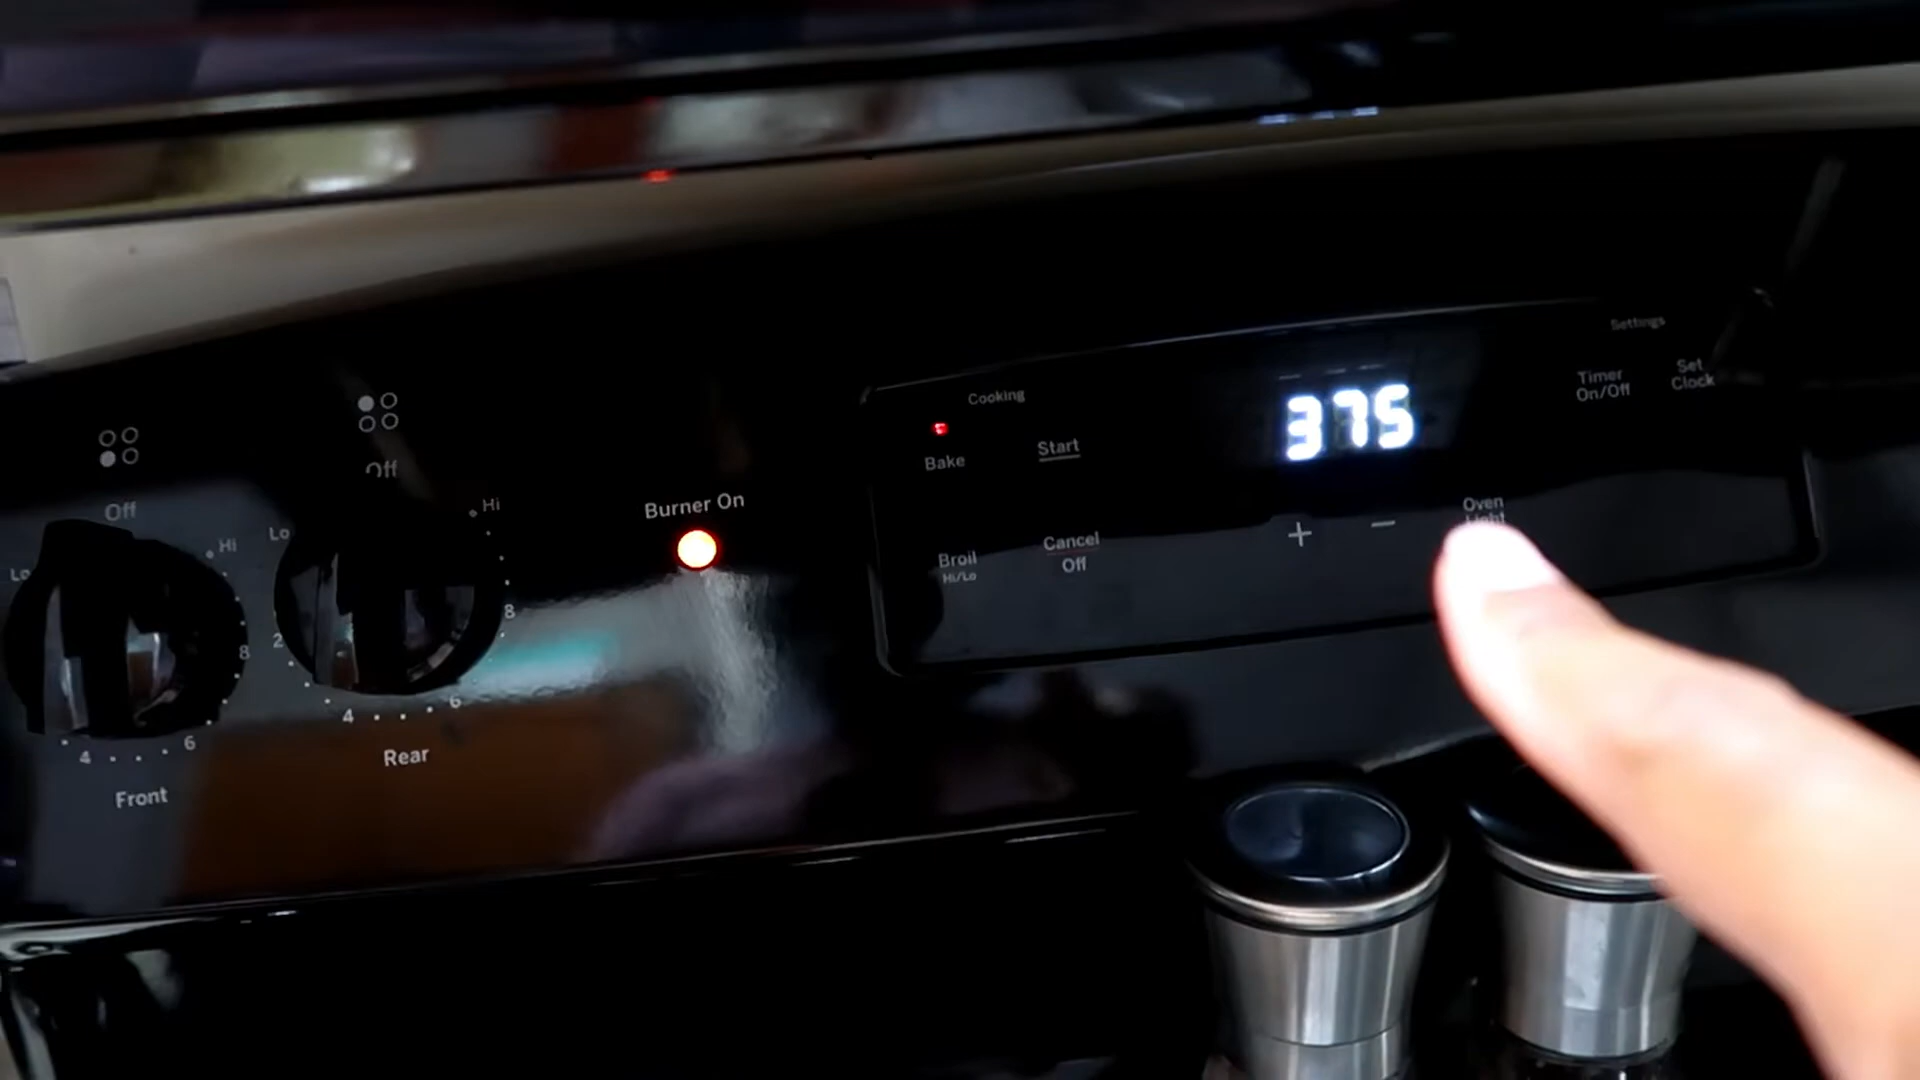 Off
Lo
Hi
8
6
4
Front
Off
Lo
Hi
2
8
6
4
Rear
Burner On
Cooking
Bake
Start
Broil
Hi/Lo
Cancel
Off
375
+
−
Oven
Light
Settings
Timer
On/Off
Set
Clock